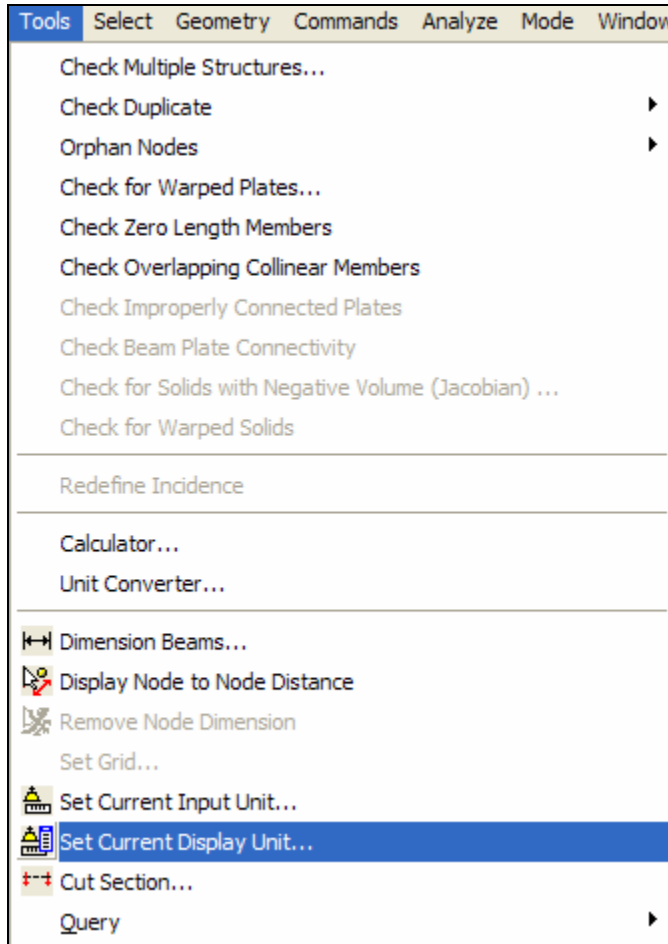 Tools Select Geometry Commands Analyze Mode Window
Check Multiple Structures...
Check Duplicate
Orphan Nodes
Check for Warped Plates...
Check Zero Length Members
Check Overlapping Collinear Members
Check Improperly Connected Plates
Check Beam Plate Connectivity
Check for Solids with Negative Volume (Jacobian) ...
Check for Warped Solids
Redefine Incidence
Calculator...
Unit Converter...
Dimension Beams...
Display Node to Node Distance
Remove Node Dimension
Set Grid...
Set Current Input Unit...
Set Current Display Unit...
Cut Section...
Query